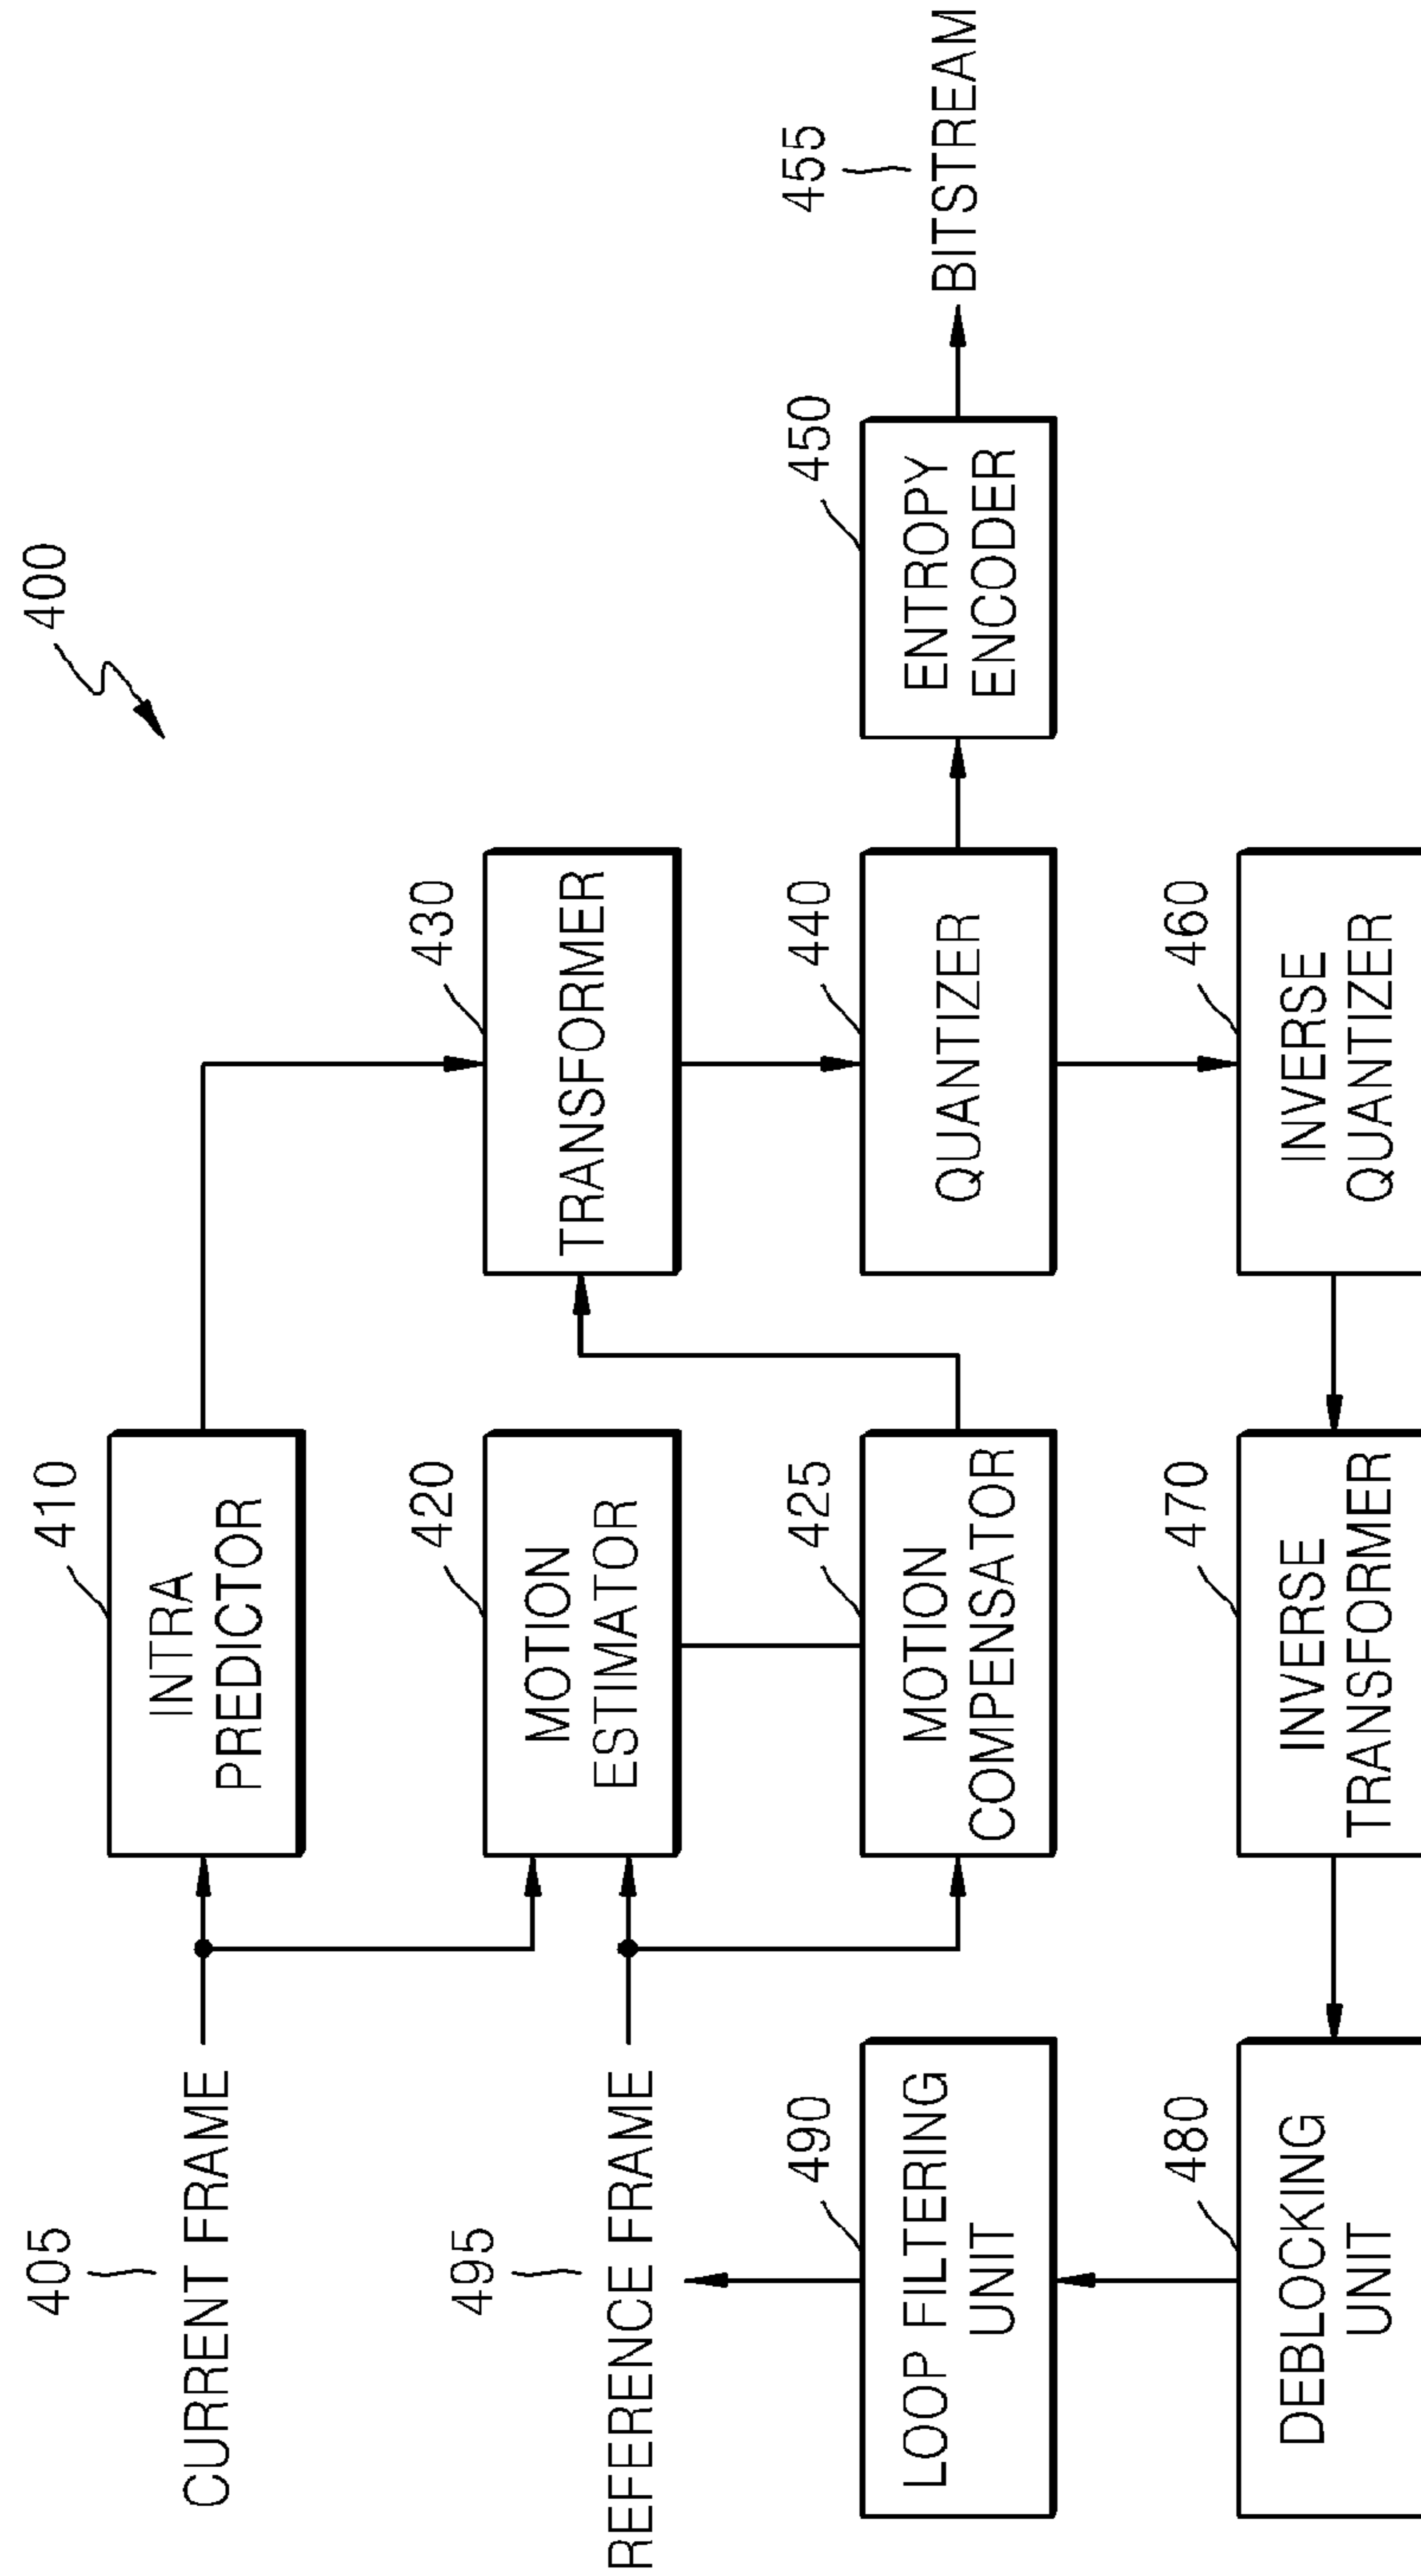 400
405
CURRENT FRAME
410
INTRA
PREDICTOR
495
REFERENCE FRAME
420
MOTION
ESTIMATOR
430
TRANSFORMER
490
LOOP FILTERING
UNIT
425
MOTION
COMPENSATOR
440
QUANTIZER
450
ENTROPY
ENCODER
455
BITSTREAM
480
DEBLOCKING
UNIT
470
INVERSE
TRANSFORMER
460
INVERSE
QUANTIZER